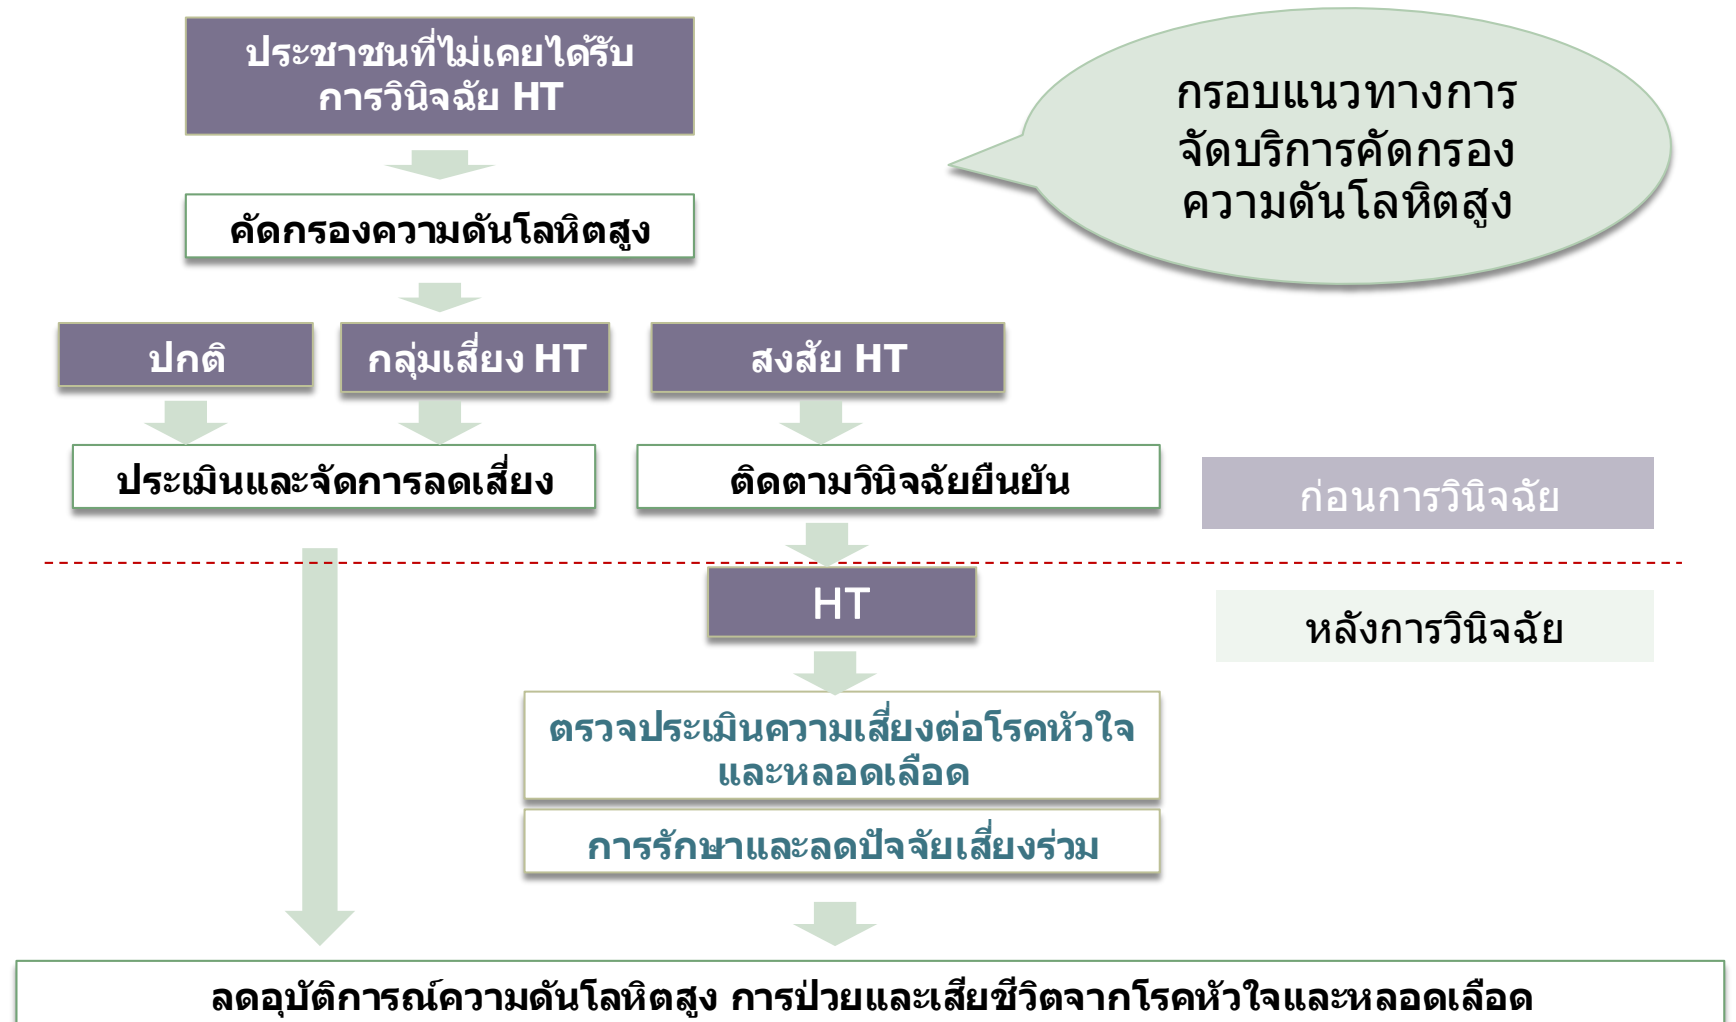 ประชาชนที่ไม่เคยได้รับ
การวินิจฉัย HT
กรอบแนวทางการ
จัดบริการคัดกรอง
ความดันโลหิตสูง
คัดกรองความดันโลหิตสูง
ปกติ
กลุ่มเสี่ยง HT
สงสัย HT
ประเมินและจัดการลดเสี่ยง
ติดตามวินิจฉัยยืนยัน
ก่อนการวินิจฉัย
HT
หลังการวินิจฉัย
ตรวจประเมินความเสี่ยงต่อโรคหัวใจ
และหลอดเลือด
การรักษาและลดปัจจัยเสี่ยงร่วม
ลดอุบัติการณ์ความดันโลหิตสูง การป่วยและเสียชีวิตจากโรคหัวใจและหลอดเลือด